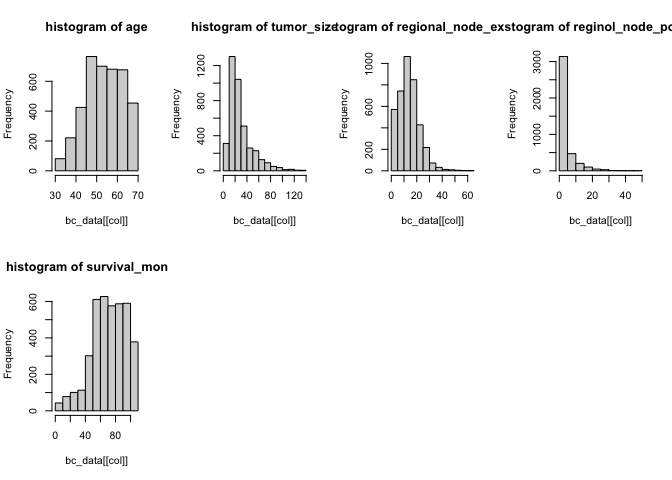 histogram of age
histogram of tumor_size
togram of regional_node_ex
stogram of reginol_node_po
Frequency
0 200 400 600
30 40 50 60 70
bc_data[[col]]
Frequency
0 400 800 1200
0 40 80 120
bc_data[[col]]
Frequency
0 200 600 1000
0 20 40 60
bc_data[[col]]
Frequency
0 1000 3000
0 20 40
bc_data[[col]]
histogram of survival_mon
Frequency
0 200 400 600
0 40 80
bc_data[[col]]